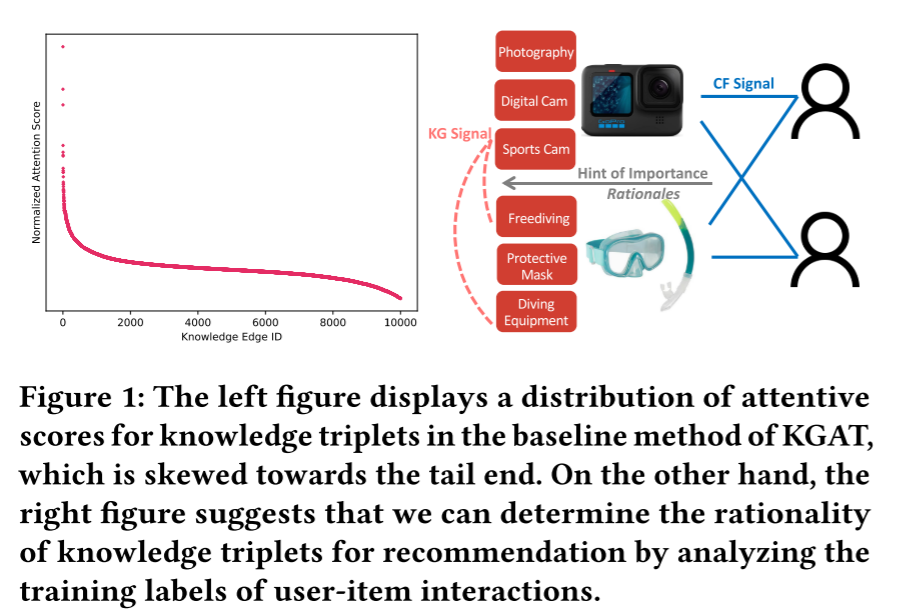 Normalized Attention Score
0
2000
4000
6000
8000
10000
Knowledge Edge ID
Photography
Digital Cam
KG Signal
Sports Cam
CF Signal
Hint of Importance
Rationales
Freediving
Protective
Mask
Diving
Equipment
Figure 1: The left figure displays a distribution of attentive
scores for knowledge triplets in the baseline method of KGAT,
which is skewed towards the tail end. On the other hand, the
right figure suggests that we can determine the rationality
of knowledge triplets for recommendation by analyzing the
training labels of user-item interactions.